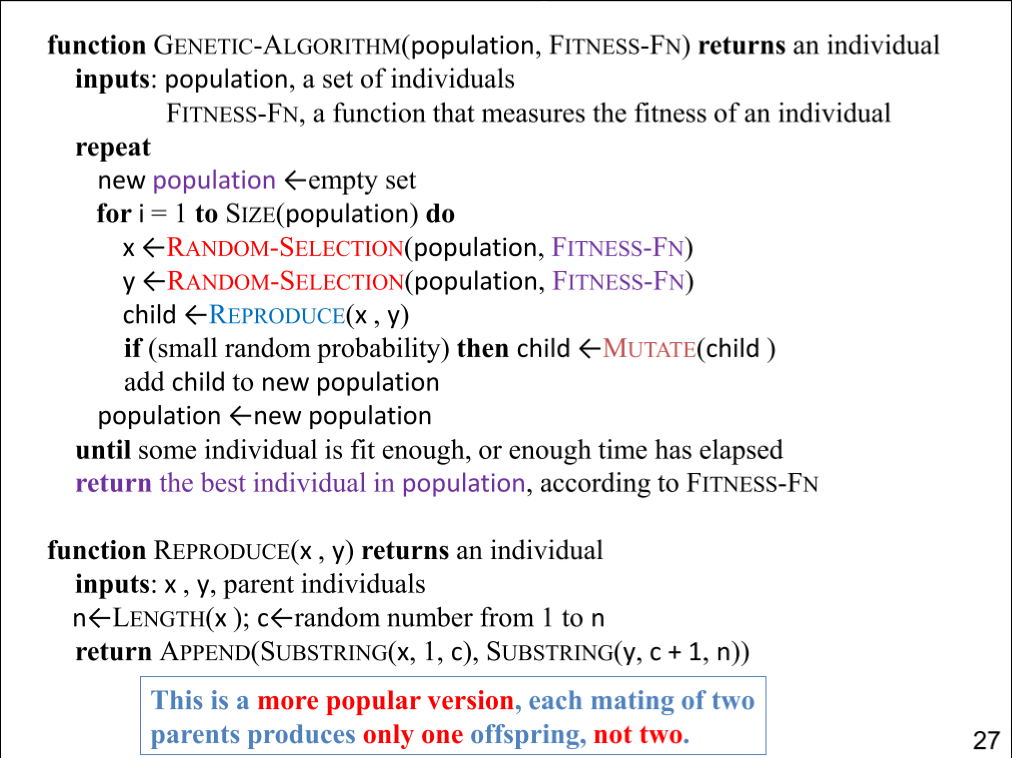 function GENETIC-ALGORITHM(population, FITNESS-FN) returns an individual
inputs: population, a set of individuals
FITNESS-FN, a function that measures the fitness of an individual
repeat
new population ←empty set
for i = 1 to SIZE(population) do
x ←RANDOM-SELECTION(population, FITNESS-FN)
y ←RANDOM-SELECTION(population, FITNESS-FN)
child ←REPRODUCE(x , y)
if (small random probability) then child ←MUTATE(child )
add child to new population
population ←new population
until some individual is fit enough, or enough time has elapsed
return the best individual in population, according to FITNESS-FN
function REPRODUCE(x , y) returns an individual
inputs: x , y, parent individuals
n←LENGTH(x ); c←random number from 1 to n
return APPEND(SUBSTRING(x, 1, c), SUBSTRING(y, c + 1, n))
This is a more popular version, each mating of two
parents produces only one offspring, not two.
27